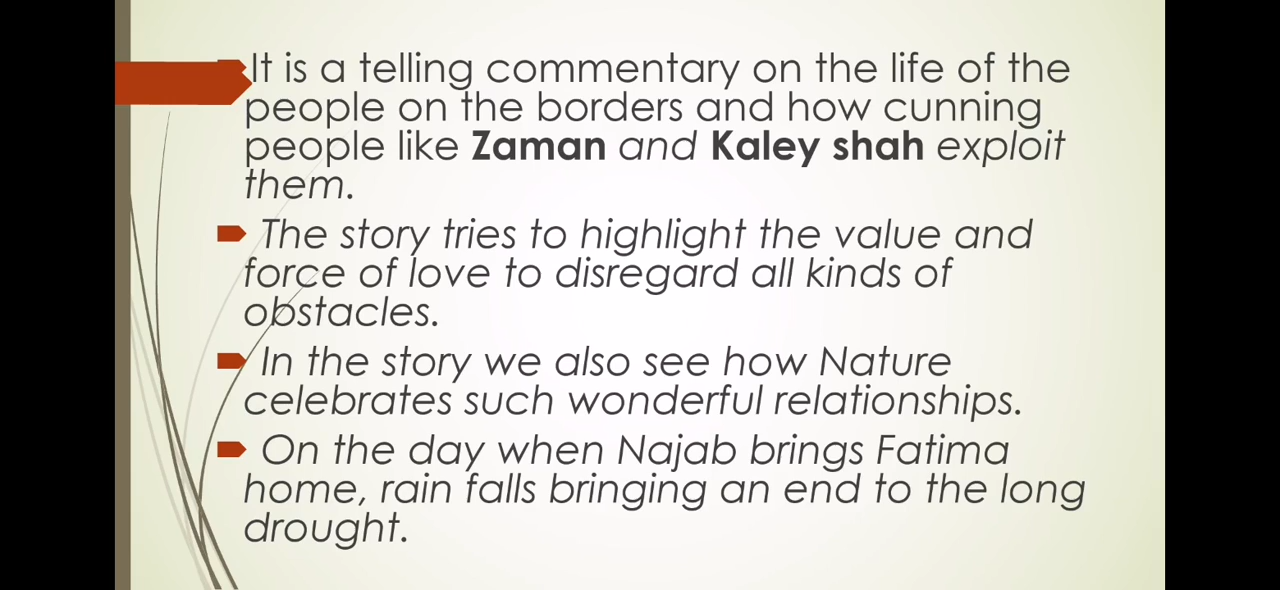 It is a telling commentary on the life of the
people on the borders and how cunning
people like Zaman and Kaley shah exploit
them.
The story tries to highlight the value and
force of love to disregard all kinds of
obstacles.
In the story we also see how Nature
celebrates such wonderful relationships.
On the day when Najab brings Fatima
home, rain falls bringing an end to the long
drought.